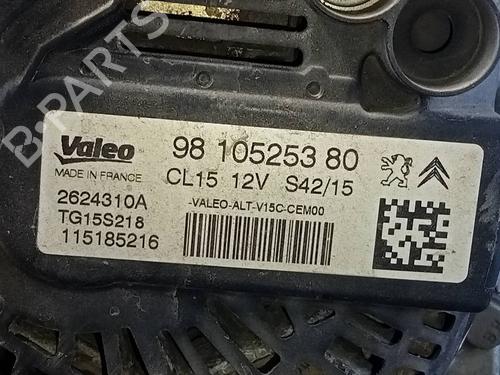 B-PARTS
Valeo
MADE IN FRANCE
98 105253 80
CL15 12V S42/15
2624310A
TG15S218
115185216
-VALEO-ALT-V15C-CEM00